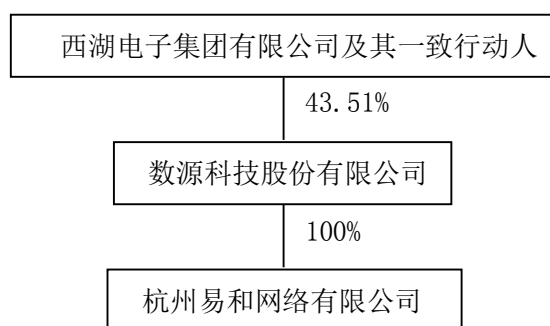 西湖电子集团有限公司及其一致行动人
43.51%
数源科技股份有限公司
100%
杭州易和网络有限公司